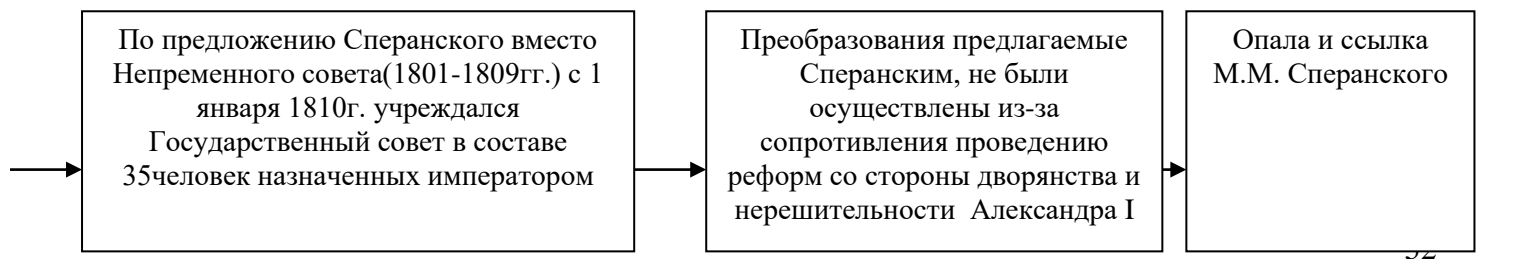 По предложению Сперанского вместо
Непременного совета(1801-1809гг.) с 1
января 1810г. учреждался
Государственный совет в составе
35человек назначенных императором
Преобразования предлагаемые
Сперанским, не были
осуществлены из-за
сопротивления проведению
реформ со стороны дворянства и
нерешительности  Александра I
Опала и ссылка
М.М. Сперанского